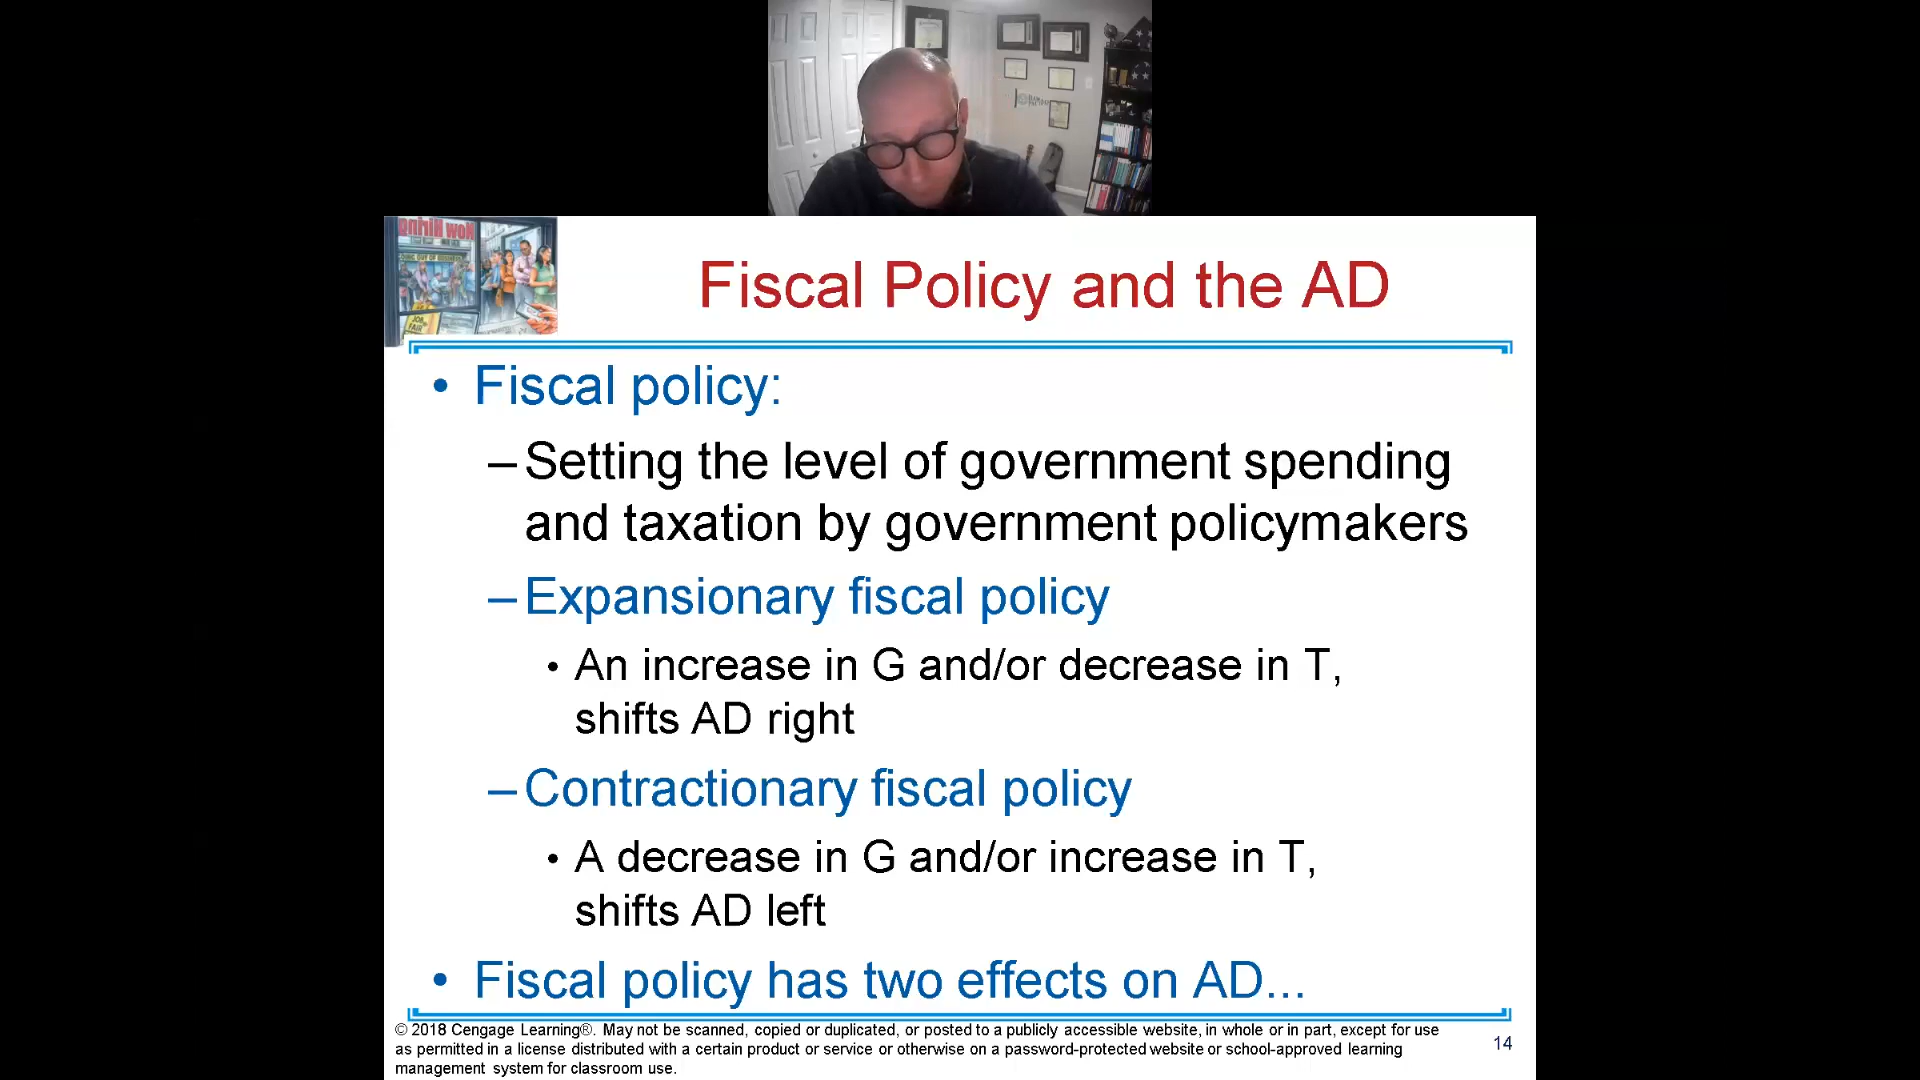 Now Hiring
JOB
FAIR
Fiscal Policy and the AD
• Fiscal policy:
–Setting the level of government spending
and taxation by government policymakers
–Expansionary fiscal policy
• An increase in G and/or decrease in T,
shifts AD right
–Contractionary fiscal policy
• A decrease in G and/or increase in T,
shifts AD left
• Fiscal policy has two effects on AD...
© 2018 Cengage Learning®. May not be scanned, copied or duplicated, or posted to a publicly accessible website, in whole or in part, except for use
as permitted in a license distributed with a certain product or service or otherwise on a password-protected website or school-approved learning
management system for classroom use.
14